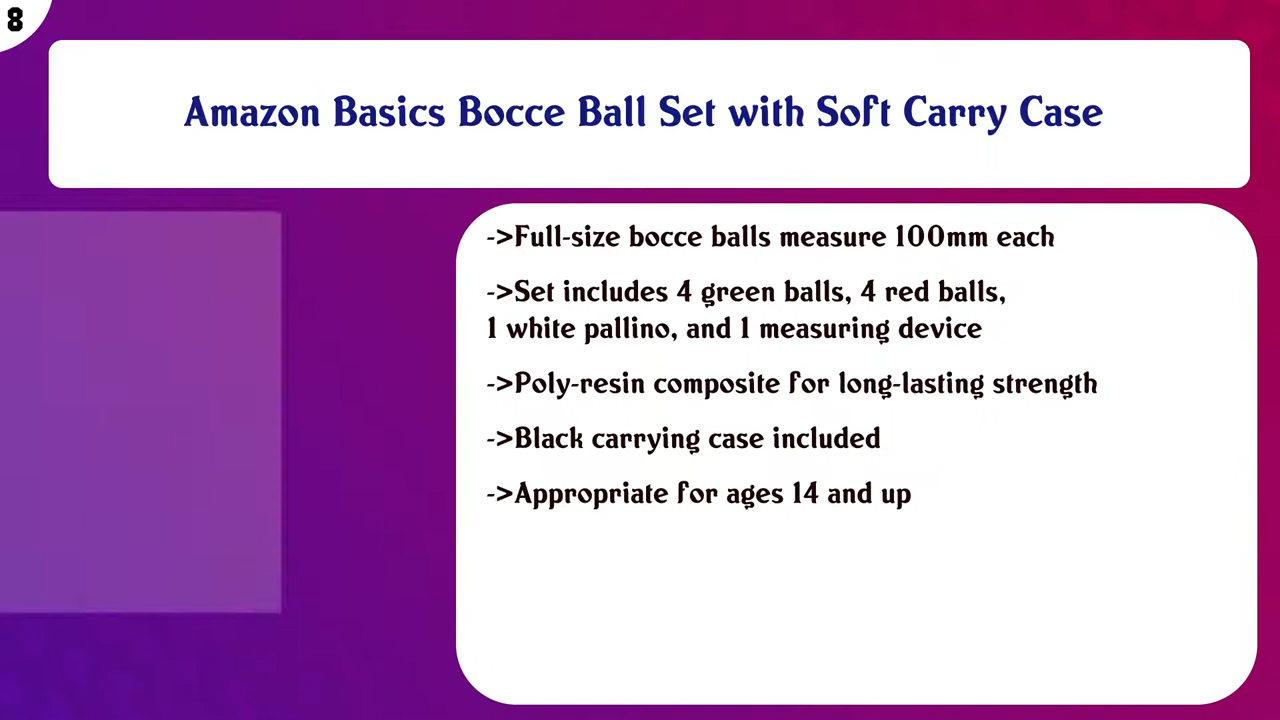 8
Amazon Basics Bocce Ball Set with Soft Carry Case
->Full-size bocce balls measure 100mm each
->Set includes 4 green balls, 4 red balls,
1 white pallino, and 1 measuring device
->Poly-resin composite for long-lasting strength
->Black carrying case included
->Appropriate for ages 14 and up